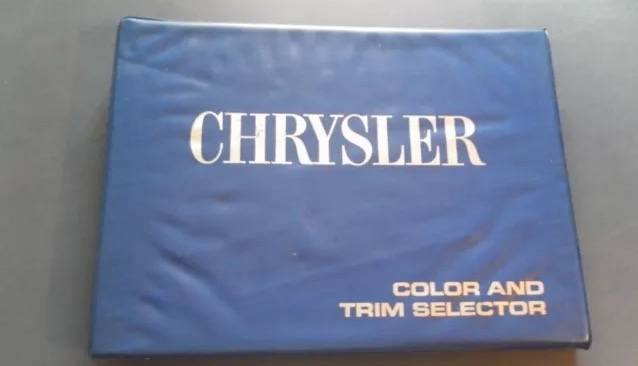 CHRYSLER
COLOR AND
TRIM SELECTOR